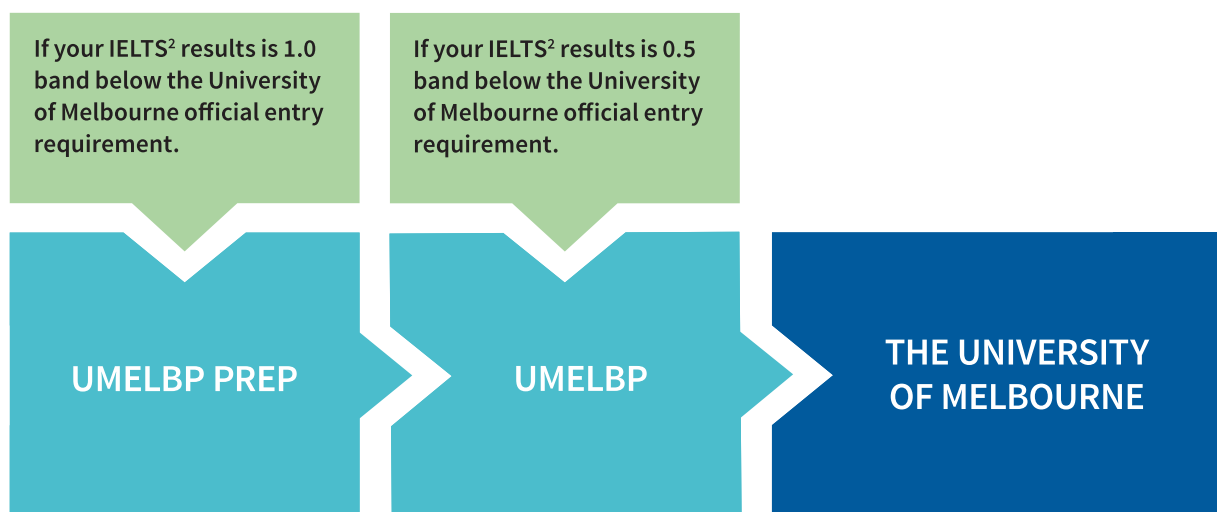 If your IELTS² results is 1.0
band below the University
of Melbourne official entry
requirement.
If your IELTS² results is 0.5
band below the University
of Melbourne official entry
requirement.
UMELBP PREP
UMELBP
THE UNIVERSITY
OF MELBOURNE